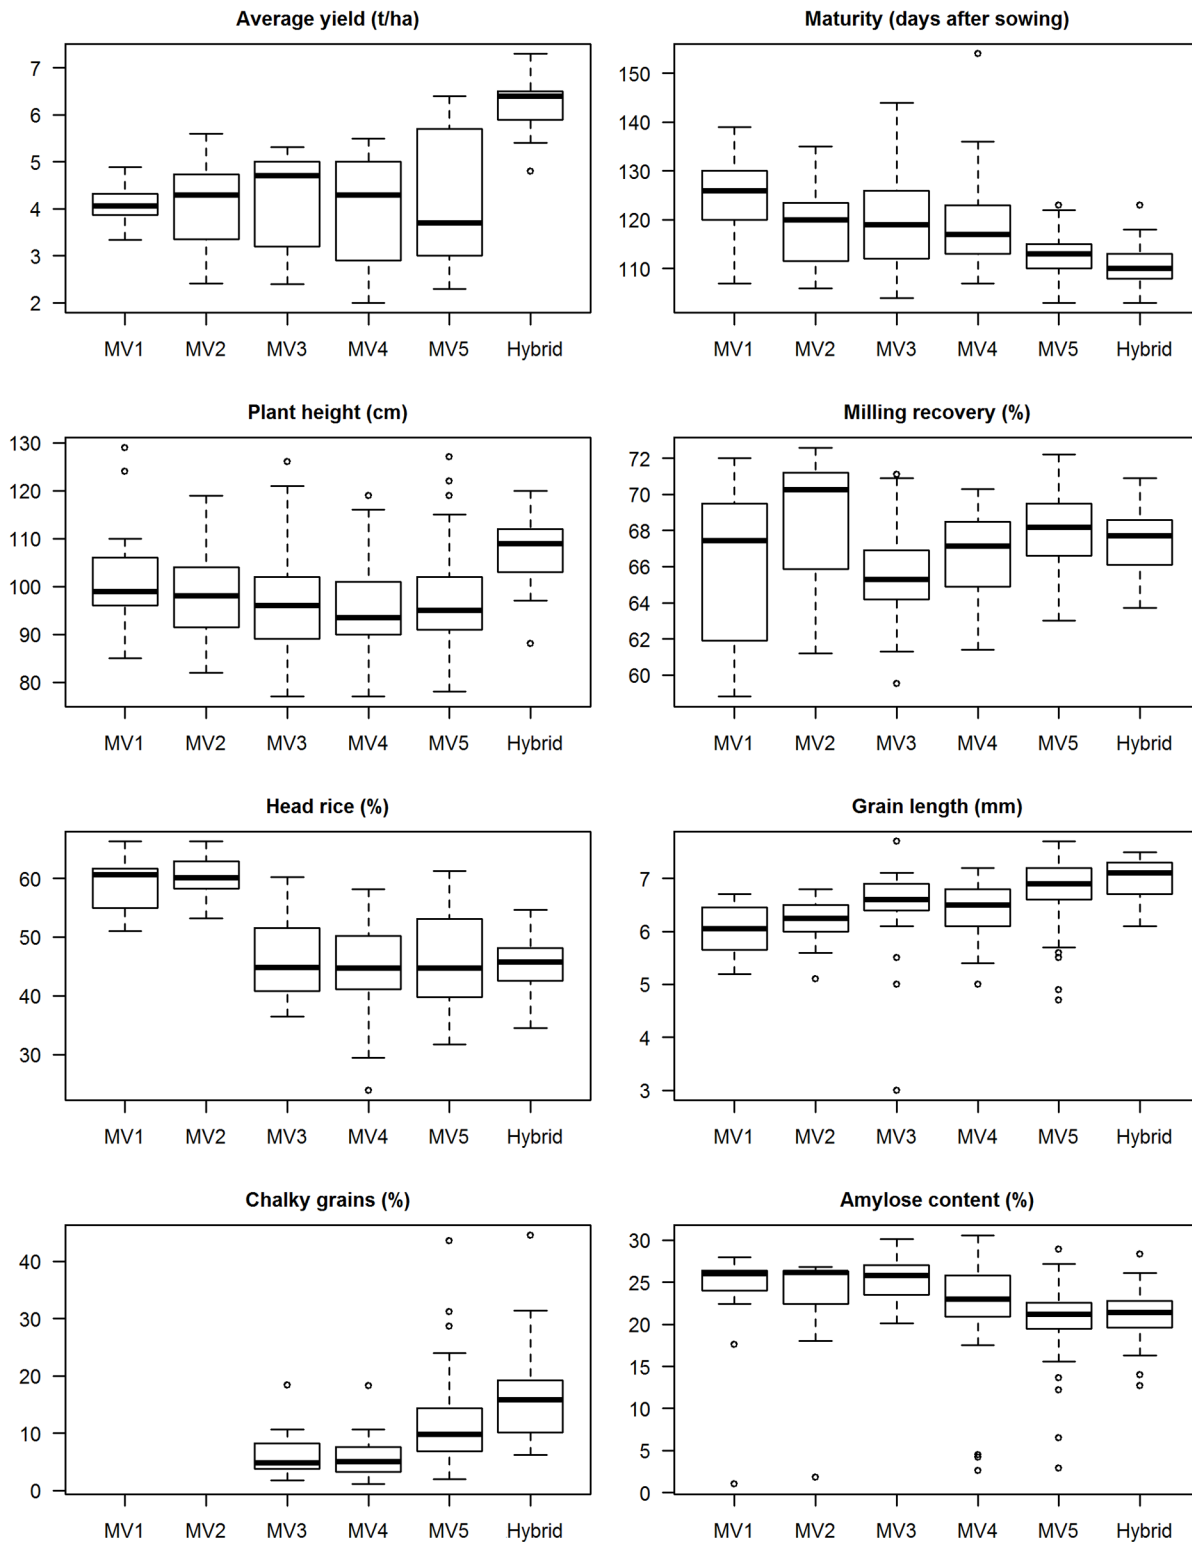 Average yield (t/ha)
7
6
5
4
3
2
MV1 MV2 MV3 MV4 MV5 Hybrid
Maturity (days after sowing)
150
140
130
120
110
MV1 MV2 MV3 MV4 MV5 Hybrid
Plant height (cm)
130
120
110
100
90
80
MV1 MV2 MV3 MV4 MV5 Hybrid
Milling recovery (%)
72
70
68
66
64
62
60
MV1 MV2 MV3 MV4 MV5 Hybrid
Head rice (%)
60
50
40
30
MV1 MV2 MV3 MV4 MV5 Hybrid
Grain length (mm)
7
6
5
4
3
MV1 MV2 MV3 MV4 MV5 Hybrid
Chalky grains (%)
40
30
20
10
0
MV1 MV2 MV3 MV4 MV5 Hybrid
Amylose content (%)
30
25
20
15
10
5
0
MV1 MV2 MV3 MV4 MV5 Hybrid